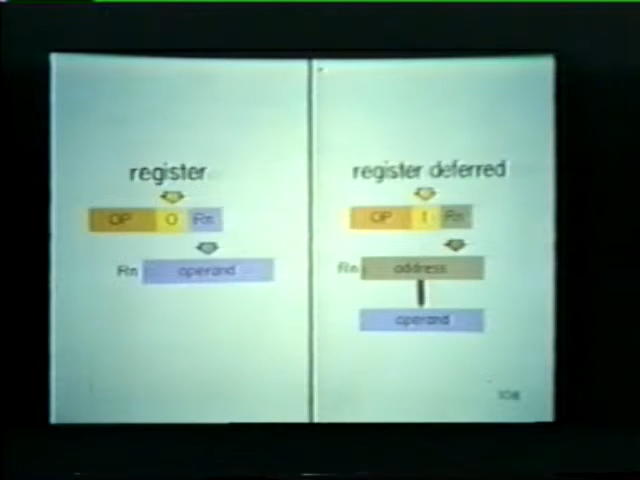 register
OP 0 Rn
Rn operand
register deferred
OP 1 Rn
Rn address
operand
108